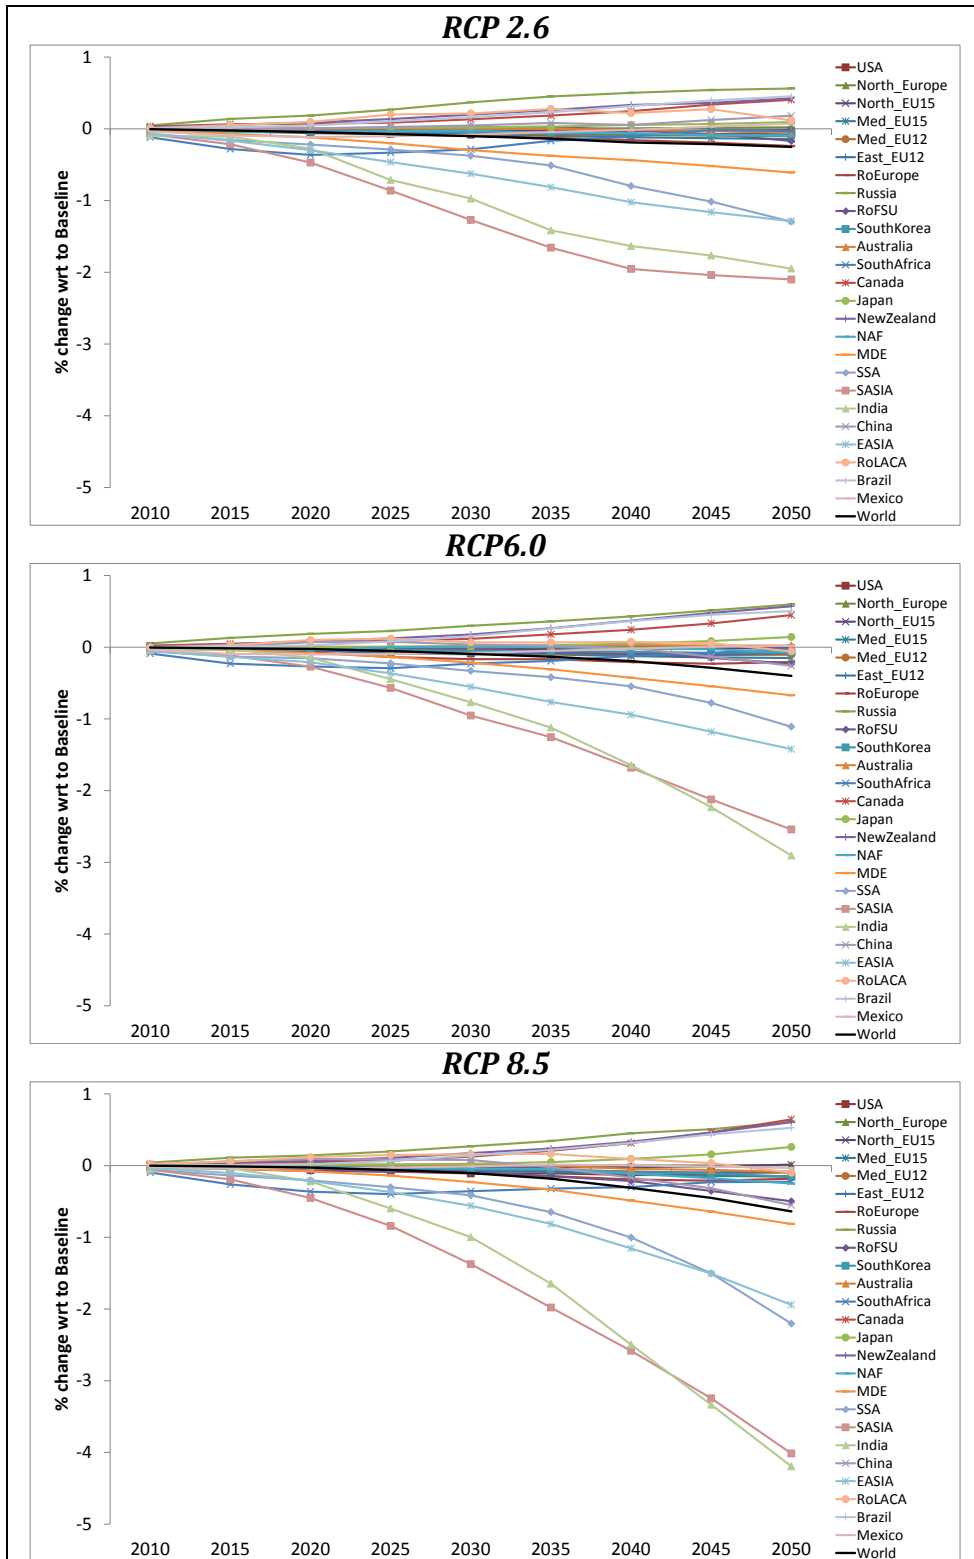 RCP 2.6
% change wrt to Baseline
1
0
-1
-2
-3
-4
-5
2010 2015 2020 2025 2030 2035 2040 2045 2050
USA
North_Europe
North_EU15
Med_EU15
Med_EU12
East_EU12
RoEurope
Russia
RoFSU
SouthKorea
Australia
SouthAfrica
Canada
Japan
NewZealand
NAF
MDE
SSA
SASIA
India
China
EASIA
RoLACA
Brazil
Mexico
World
RCP6.0
% change wrt to Baseline
1
0
-1
-2
-3
-4
-5
2010 2015 2020 2025 2030 2035 2040 2045 2050
USA
North_Europe
North_EU15
Med_EU15
Med_EU12
East_EU12
RoEurope
Russia
RoFSU
SouthKorea
Australia
SouthAfrica
Canada
Japan
NewZealand
NAF
MDE
SSA
SASIA
India
China
EASIA
RoLACA
Brazil
Mexico
World
RCP 8.5
% change wrt to Baseline
1
0
-1
-2
-3
-4
-5
2010 2015 2020 2025 2030 2035 2040 2045 2050
USA
North_Europe
North_EU15
Med_EU15
Med_EU12
East_EU12
RoEurope
Russia
RoFSU
SouthKorea
Australia
SouthAfrica
Canada
Japan
NewZealand
NAF
MDE
SSA
SASIA
India
China
EASIA
RoLACA
Brazil
Mexico
World